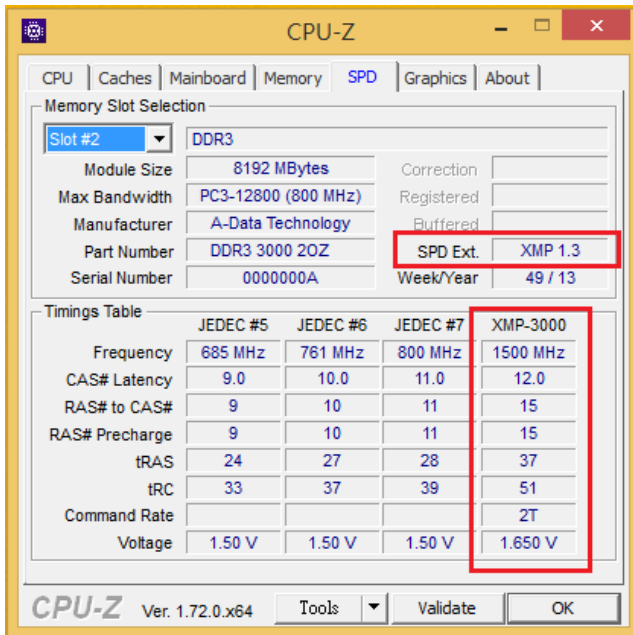 CPU-Z
CPU Caches Mainboard Memory SPD Graphics About
Memory Slot Selection
Slot #2 DDR3
Module Size 8192 MBytes Correction
Max Bandwidth PC3-12800 (800 MHz) Registered
Manufacturer A-Data Technology Buffered
Part Number DDR3 3000 2OZ SPD Ext. XMP 1.3
Serial Number 0000000A Week/Year 49 / 13
Timings Table
JEDEC #5 JEDEC #6 JEDEC #7 XMP-3000
Frequency 685 MHz 761 MHz 800 MHz 1500 MHz
CAS# Latency 9.0 10.0 11.0 12.0
RAS# to CAS# 9 10 11 15
RAS# Precharge 9 10 11 15
tRAS 24 27 28 37
tRC 33 37 39 51
Command Rate 2T
Voltage 1.50 V 1.50 V 1.50 V 1.650 V
CPU-Z Ver. 1.72.0.x64 Tools Validate OK